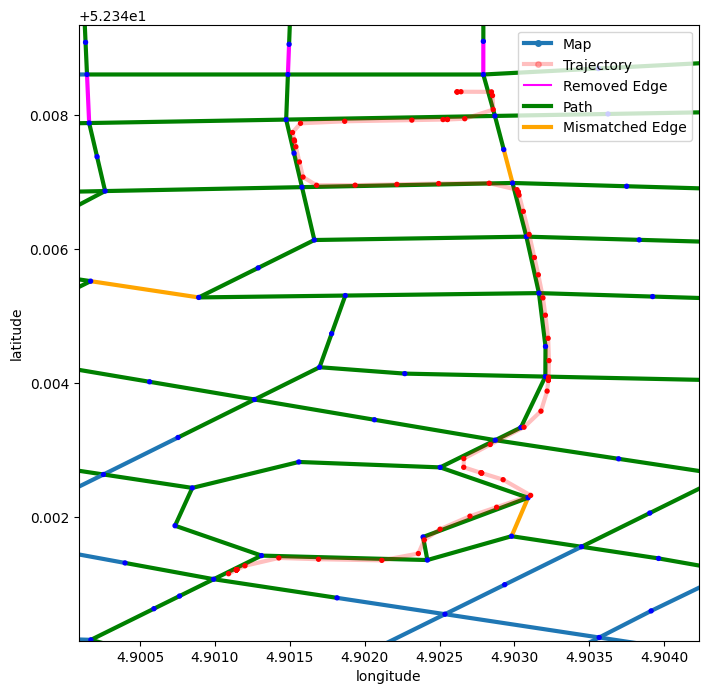 +5.234e1
Map
Trajectory
Removed Edge
Path
Mismatched Edge
0.008
0.006
0.004
0.002
latitude
4.9005 4.9010 4.9015 4.9020 4.9025 4.9030 4.9035 4.9040
longitude